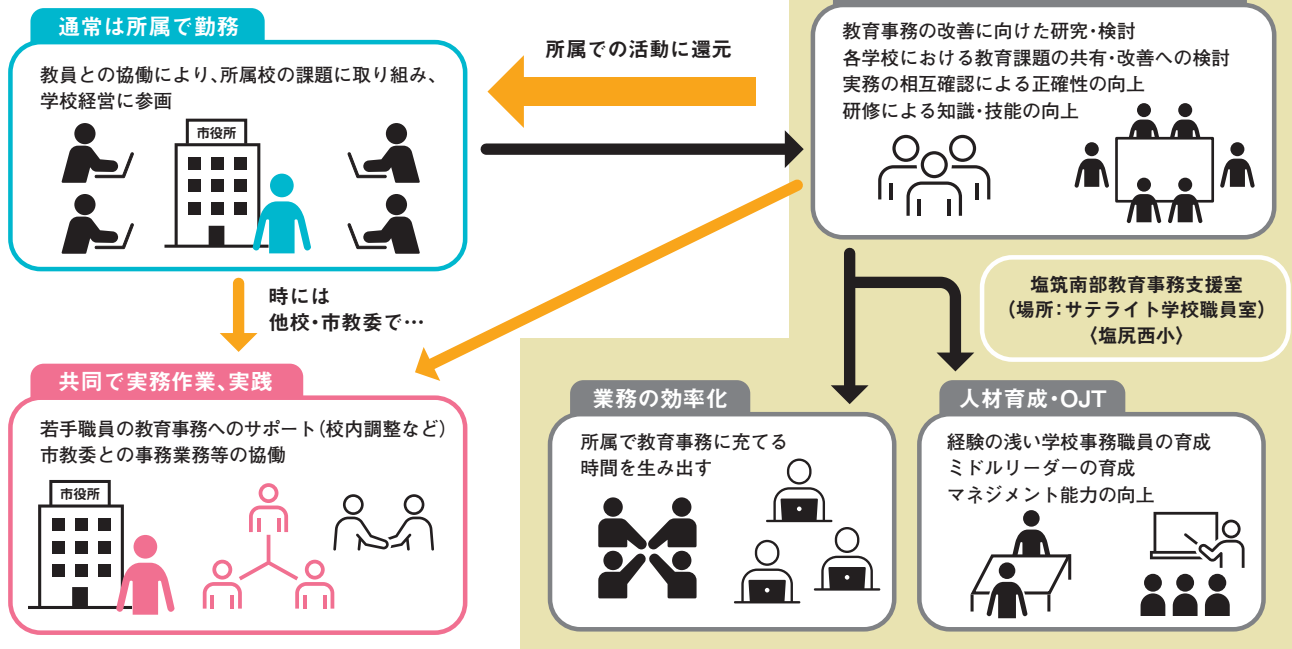 通常は所属で勤務
教員との協働により、所属校の課題に取り組み、
学校経営に参画
市役所
所属での活動に還元
教育事務の改善に向けた研究・検討
各学校における教育課題の共有・改善への検討
実務の相互確認による正確性の向上
研修による知識・技能の向上
時には
他校・市教委で…
塩筑南部教育事務支援室
（場所：サテライト学校職員室）
〈塩尻西小〉
共同で実務作業、実践
若手職員の教育事務へのサポート（校内調整など）
市教委との事務業務等の協働
市役所
業務の効率化
所属で教育事務に充てる
時間を生み出す
人材育成・OJT
経験の浅い学校事務職員の育成
ミドルリーダーの育成
マネジメント能力の向上